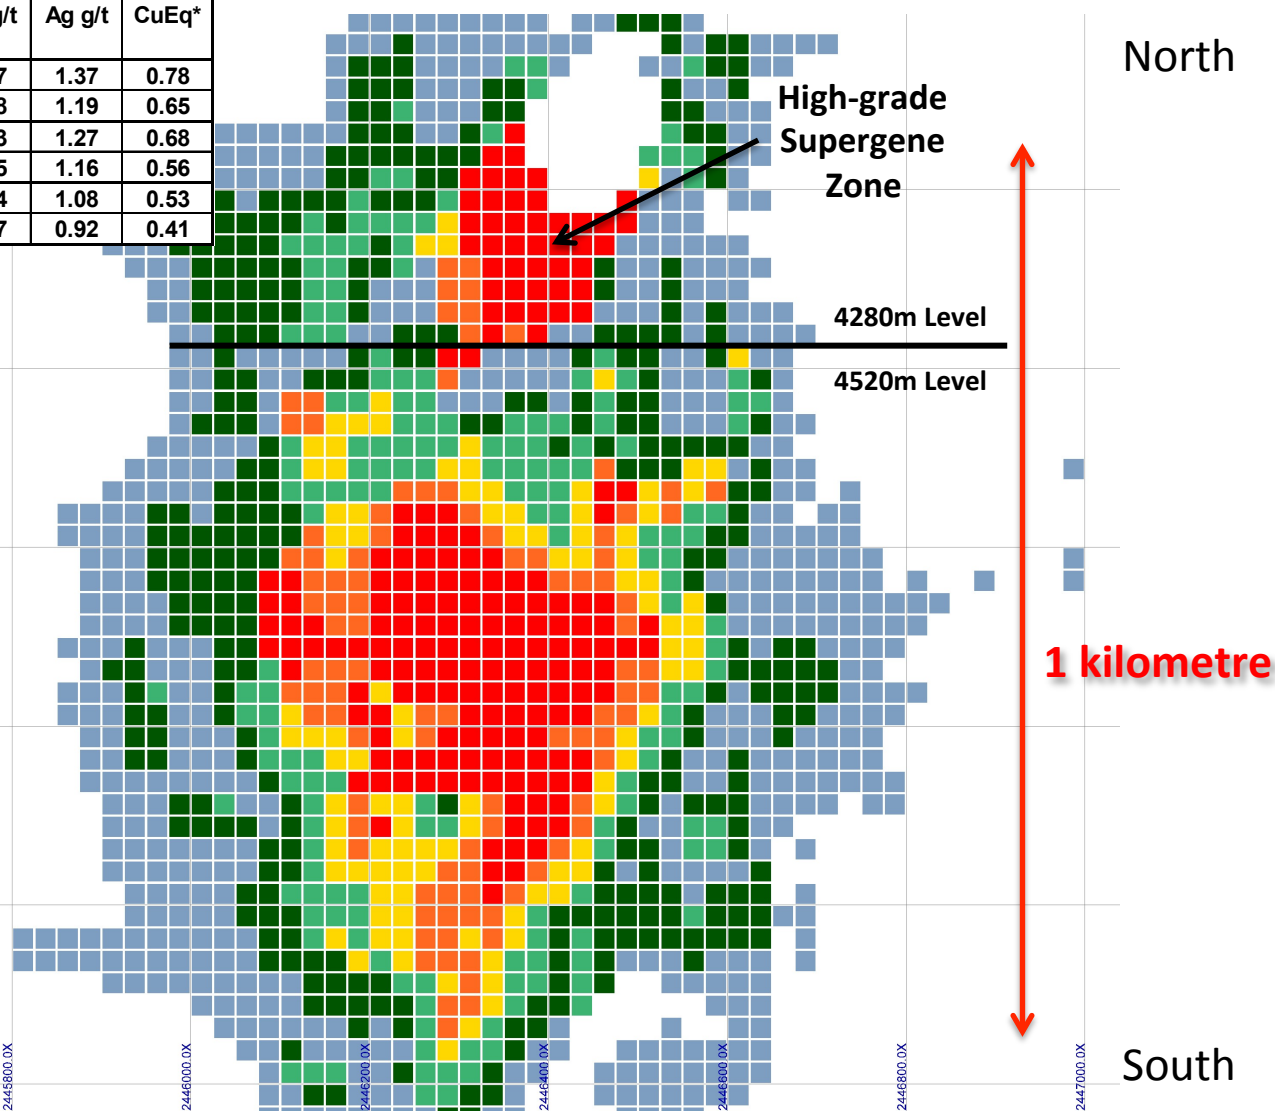 g/t Ag g/t CuEq*
7 1.37 0.78
3 1.19 0.65
3 1.27 0.68
5 1.16 0.56
4 1.08 0.53
7 0.92 0.41
North
High-grade
Supergene
Zone
4280m Level
4520m Level
1 kilometre
South
2445800.0X
2446000.0X
2446200.0X
2446400.0X
2446600.0X
2446800.0X
2447000.0X